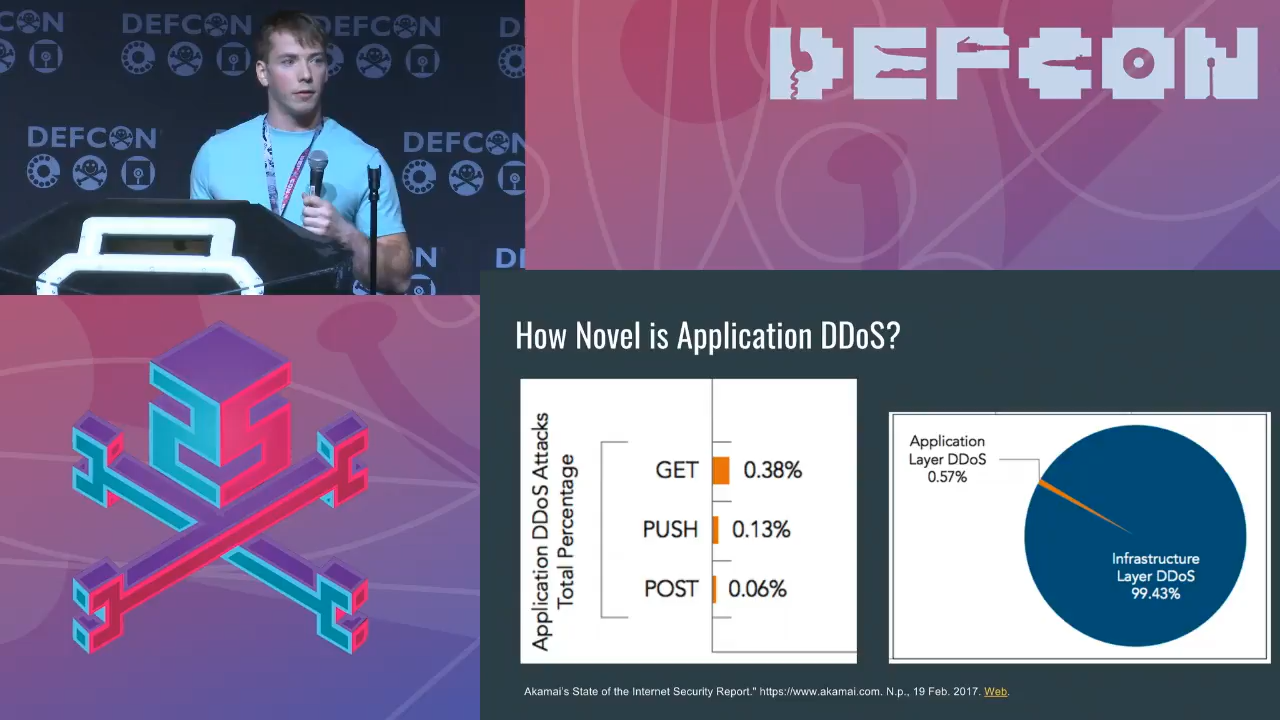 DEFCON
DEFCON
DEFCON
DEFCON
DEFCON
How Novel is Application DDoS?
Application DDoS Attacks
Total Percentage
GET 0.38%
PUSH 0.13%
POST 0.06%
Application
Layer DDoS
0.57%
Infrastructure
Layer DDoS
99.43%
Akamai's State of the Internet Security Report." https://www.akamai.com. N.p., 19 Feb. 2017. Web.